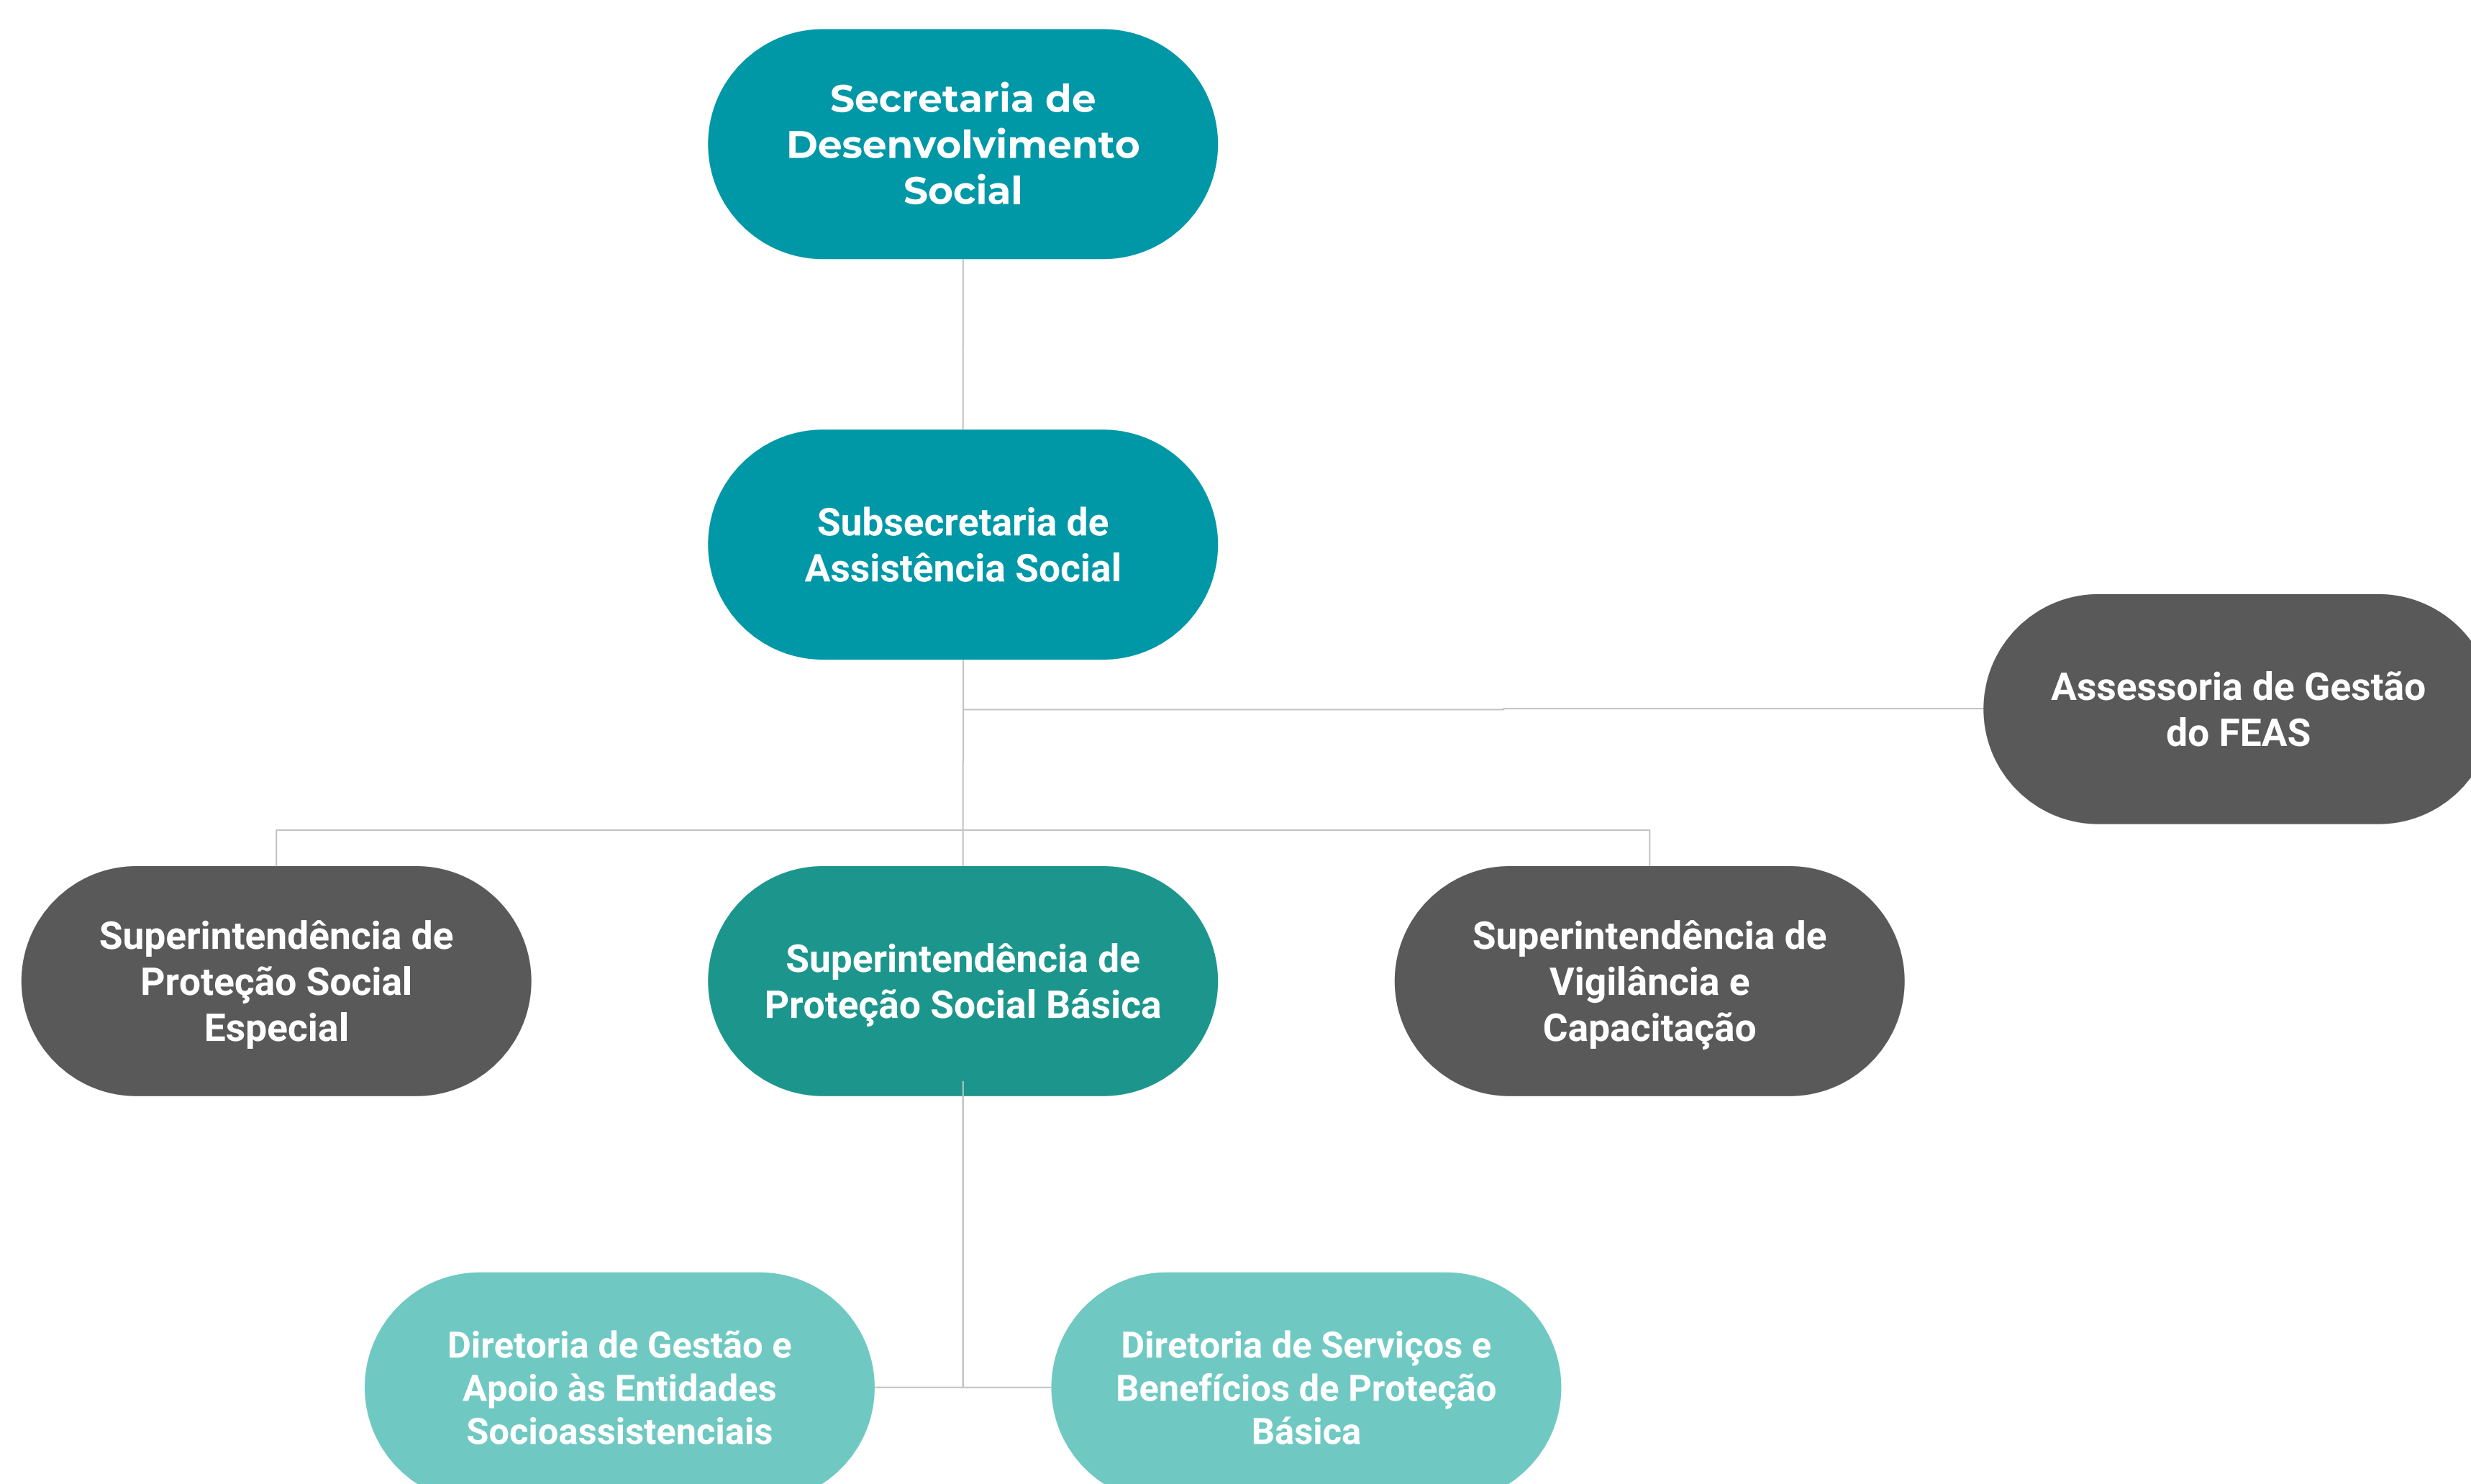 Secretaria de
Desenvolvimento
Social
Subsecretaria de
Assistência Social
Assessoria de Gestão
do FEAS
Superintendência de
Proteção Social
Especial
Superintendência de
Proteção Social Básica
Superintendência de
Vigilância e
Capacitação
Diretoria de Gestão e
Apoio às Entidades
Socioassistenciais
Diretoria de Serviços e
Benefícios de Proteção
Básica